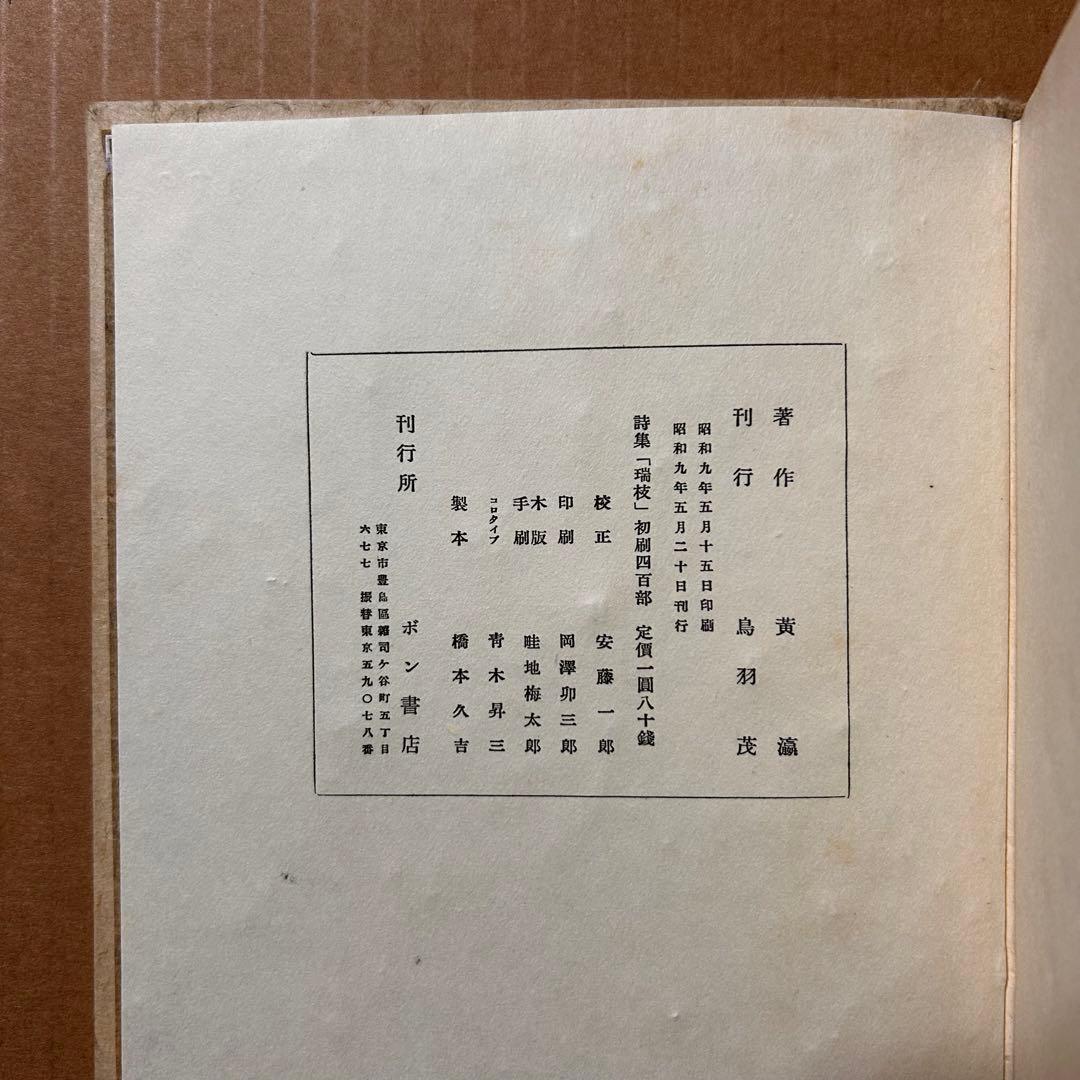 著作　黃瀛
刊行　鳥羽茂
昭和九年五月十五日印刷
昭和九年五月二十日刊行
詩集「瑞枝」初刷四百部　定價一圓八十錢
校正　安藤一郎
印刷　岡澤卯三郎
木版手刷　畦地梅太郎
コロタイプ　靑木昇三
製本　橋本久吉
刊行所　ボン書店
東京市豊島區雜司ケ谷町五丁目
六七七　振替東京五九〇七八番